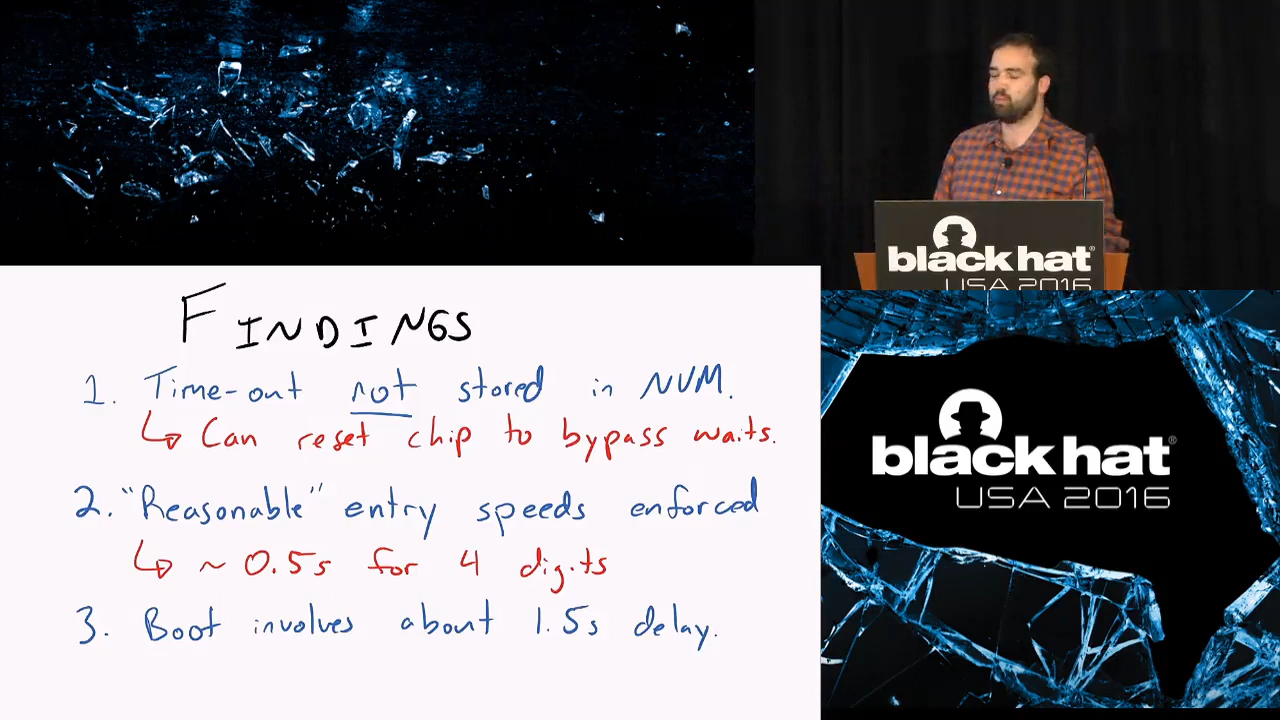 black hat®
USA 2016
FINDINGS
1. Time-out not stored in NVM.
↳ Can reset chip to bypass waits.
2. "Reasonable" entry speeds enforced
↳ ~ 0.5s for 4 digits
3. Boot involves about 1.5s delay.
black hat®
USA 2016